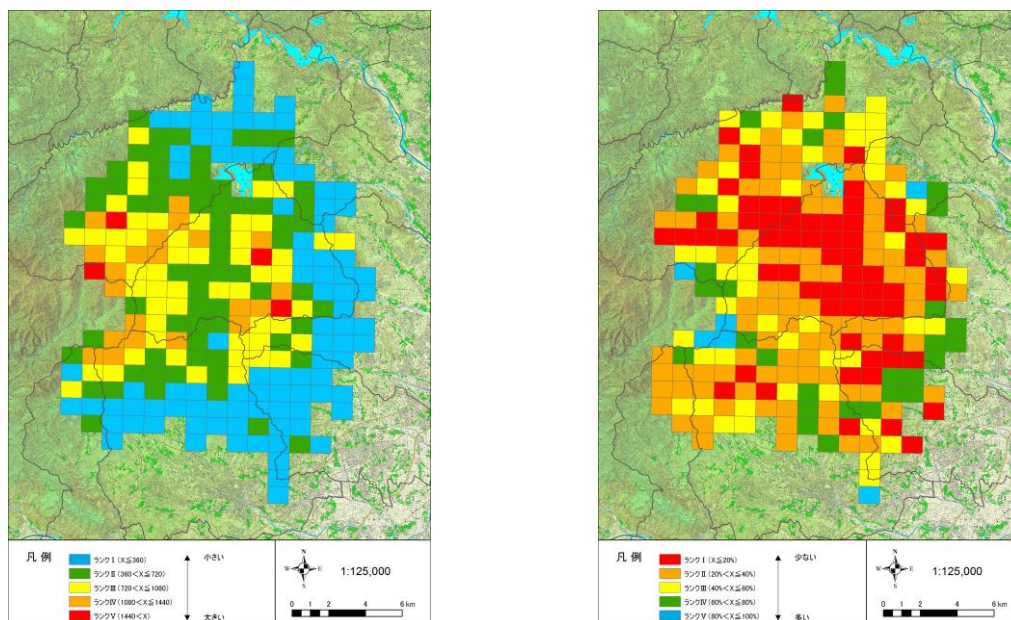 凡 例
ランクⅠ (X≦360)
ランクⅡ (360<X≦720)
ランクⅢ (720<X≦1080)
ランクⅣ (1080<X≦1440)
ランクⅤ (1440<X)
小さい
大きい
N
W E
S
1:125,000
0 1 2 4 6 km
凡 例
ランクⅠ (X≦20%)
ランクⅡ (20%<X≦40%)
ランクⅢ (40%<X≦60%)
ランクⅣ (60%<X≦80%)
ランクⅤ (80%<X≦100%)
少ない
多い
N
W E
S
1:125,000
0 1 2 4 6 km